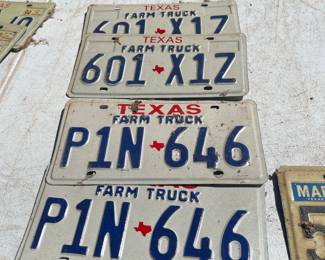 TEXAS
FARM TRUCK
601 X1Z
TEXAS
FARM TRUCK
601 X1Z
TEXAS
FARM TRUCK
P1N 646
FARM TRUCK
P1N 646